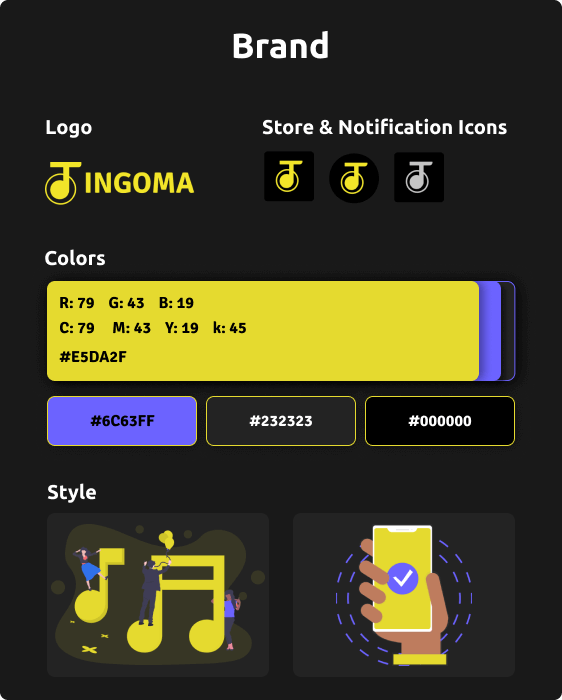 Brand
Logo
Store & Notification Icons
INGOMA
Colors
R: 79 G: 43 B: 19
C: 79 M: 43 Y: 19 k: 45
#E5DA2F
#6C63FF #232323 #000000
Style